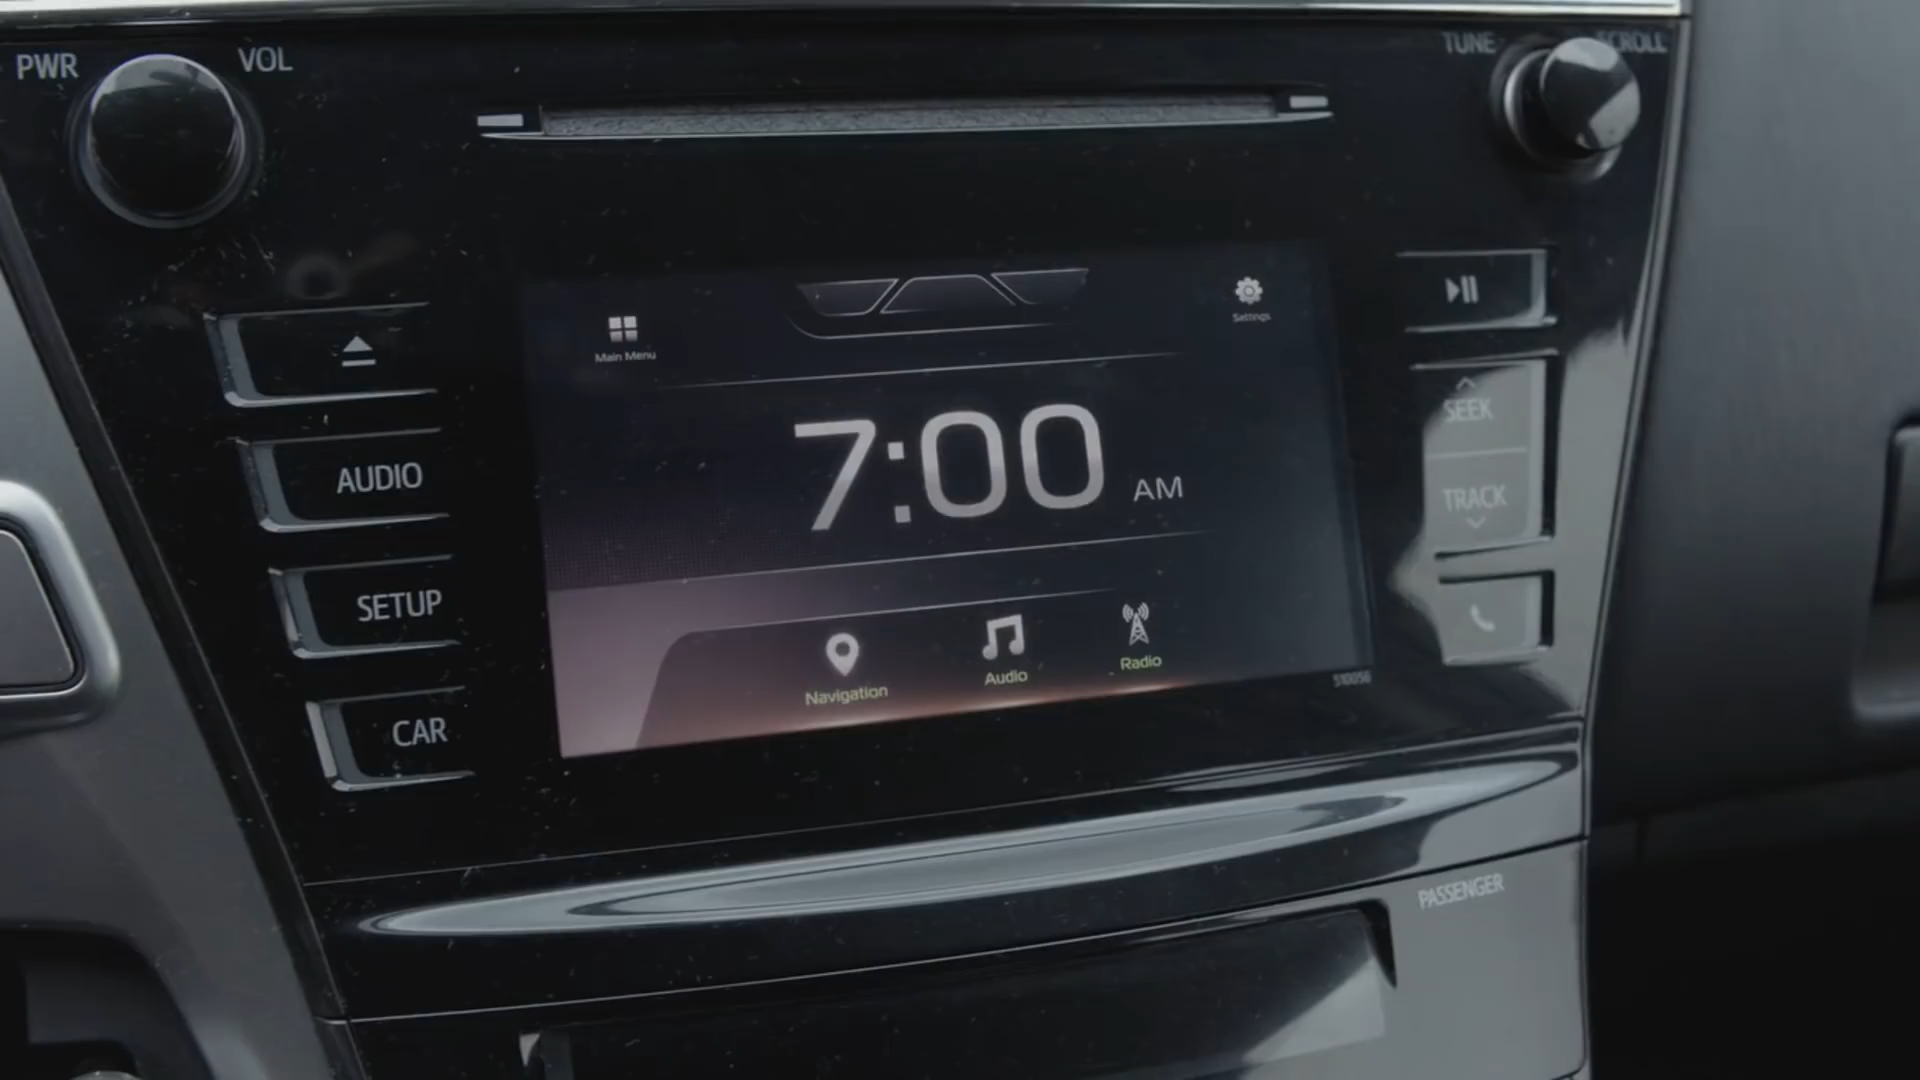 PWR VOL
TUNE SCROLL
Main Menu
Settings
SEEK
AUDIO
7:00 AM
TRACK
SETUP
Navigation
Audio
Radio
510056
CAR
PASSENGER